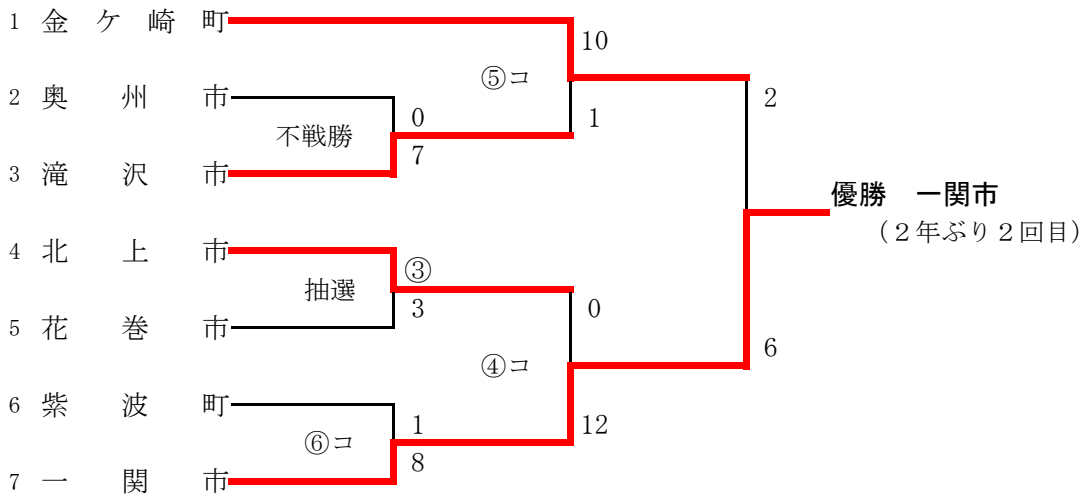 1 金ケ崎町
10
⑤コ
2 奥州市
2
0
1
不戦勝
7
3 滝沢市
優勝 一関市
(2年ぶり2回目)
4 北上市
③
抽選
3
0
5 花巻市
6
④コ
6 紫波町
1
12
⑥コ
8
7 一関市